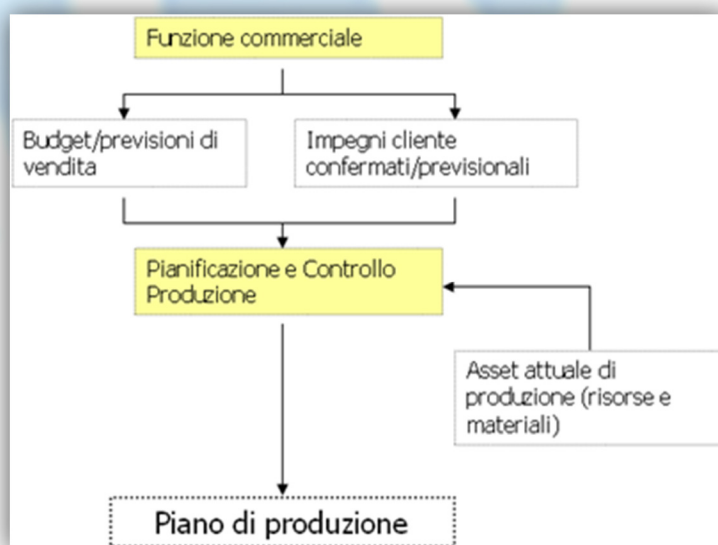 Funzione commerciale
Budget/previsioni di
vendita
Impegni cliente
confermati/previsionali
Pianificazione e Controllo
Produzione
Asset attuale di
produzione (risorse e
materiali)
Piano di produzione